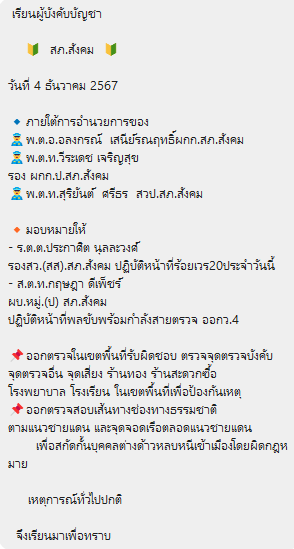 เรียนผู้บังคับบัญชา
🔰 สภ.สังคม 🔰
วันที่ 4 ธันวาคม 2567
🔹ภายใต้การอำนวยการของ
👮พ.ต.อ.อลงกรณ์ เสนีย์รณฤทธิ์ผกก.สภ.สังคม
👮พ.ต.ท.วีระเดช เจริญสุข
รอง ผกก.ป.สภ.สังคม
👮พ.ต.ท.สุริยันต์ ศรีธร สวป.สภ.สังคม
🔸มอบหมายให้
- ร.ต.ต.ประกาศิต นุลละวงศ์
รองสว.(สส).สภ.สังคม ปฏิบัติหน้าที่ร้อยเวร20ประจำวันนี้
- ส.ต.ท.กฤษฎา ดีเพ็ชร์
ผบ.หมู่.(ป) สภ.สังคม
ปฏิบัติหน้าที่พลขับพร้อมกำลังสายตรวจ ออกว.4
📌ออกตรวจในเขตพื้นที่รับผิดชอบ ตรวจจุดตรวจบังคับ
จุดตรวจอื่น จุดเสี่ยง ร้านทอง ร้านสะดวกซื้อ
โรงพยาบาล โรงเรียน ในเขตพื้นที่เพื่อป้องกันเหตุ
📌ออกตรวจสอบเส้นทางช่องทางธรรมชาติ
ตามแนวชายแดน และจุดจอดเรือตลอดแนวชายแดน
เพื่อสกัดกั้นบุคคลต่างด้าวหลบหนีเข้าเมืองโดยผิดกฎห
มาย
เหตุการณ์ทั่วไปปกติ
จึงเรียนมาเพื่อทราบ